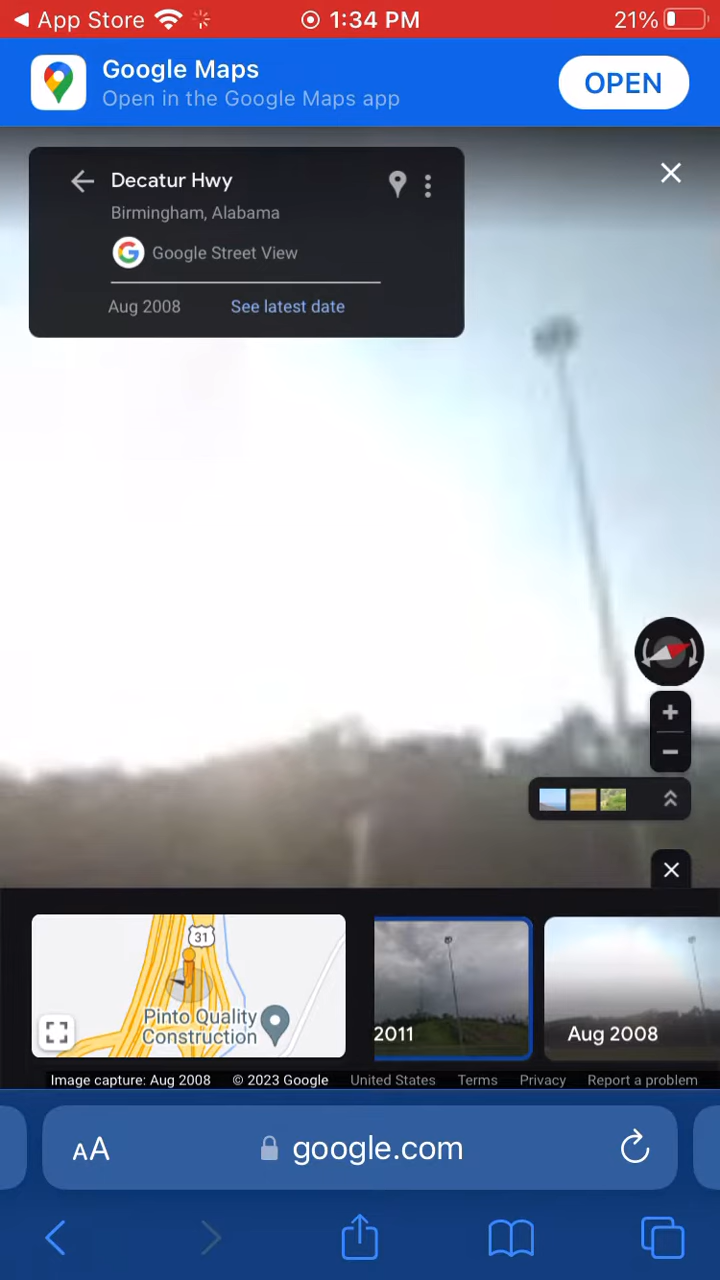 App Store 1:34 PM 21%
Google Maps
Open in the Google Maps app
OPEN
Decatur Hwy
Birmingham, Alabama
G Google Street View
Aug 2008 See latest date
31
Pinto Quality
Construction
2011
Aug 2008
Image capture: Aug 2008 © 2023 Google United States Terms Privacy Report a problem
AA google.com